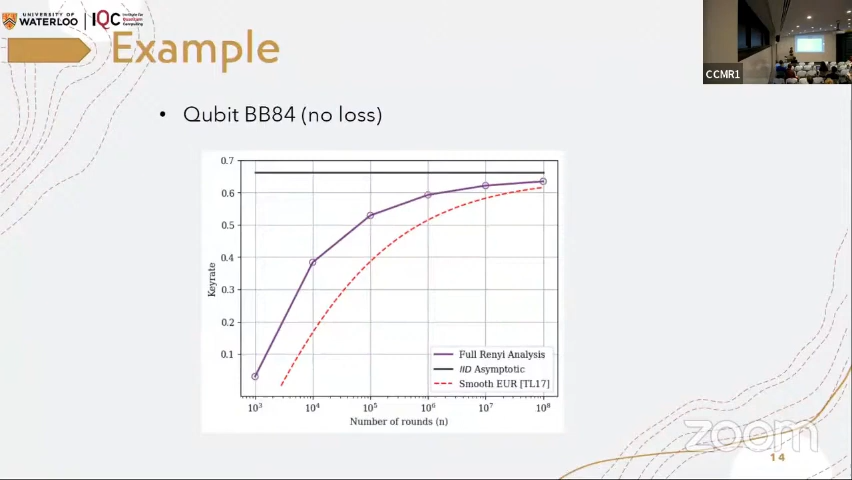 UNIVERSITY OF
WATERLOO
IQC
Institute for
Quantum
Computing
CCMR1
Example
• Qubit BB84 (no loss)
0.7
0.6
0.5
0.4
0.3
0.2
0.1
Keyrate
Full Renyi Analysis
IID Asymptotic
Smooth EUR [TL17]
10³ 10⁴ 10⁵ 10⁶ 10⁷ 10⁸
Number of rounds (n)
zoom
14